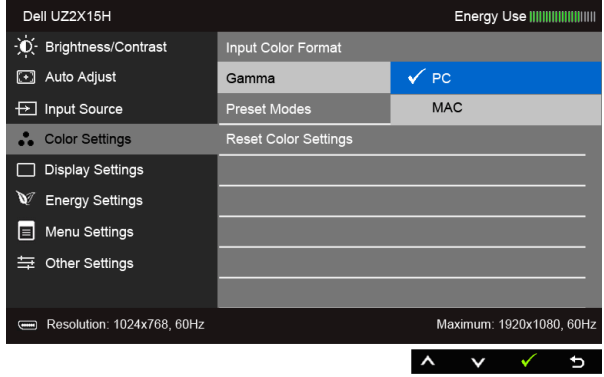 Dell UZ2X15H Energy Use
Brightness/Contrast Input Color Format
Auto Adjust Gamma PC
Input Source Preset Modes MAC
Color Settings Reset Color Settings
Display Settings
Energy Settings
Menu Settings
Other Settings
Resolution: 1024x768, 60Hz Maximum: 1920x1080, 60Hz